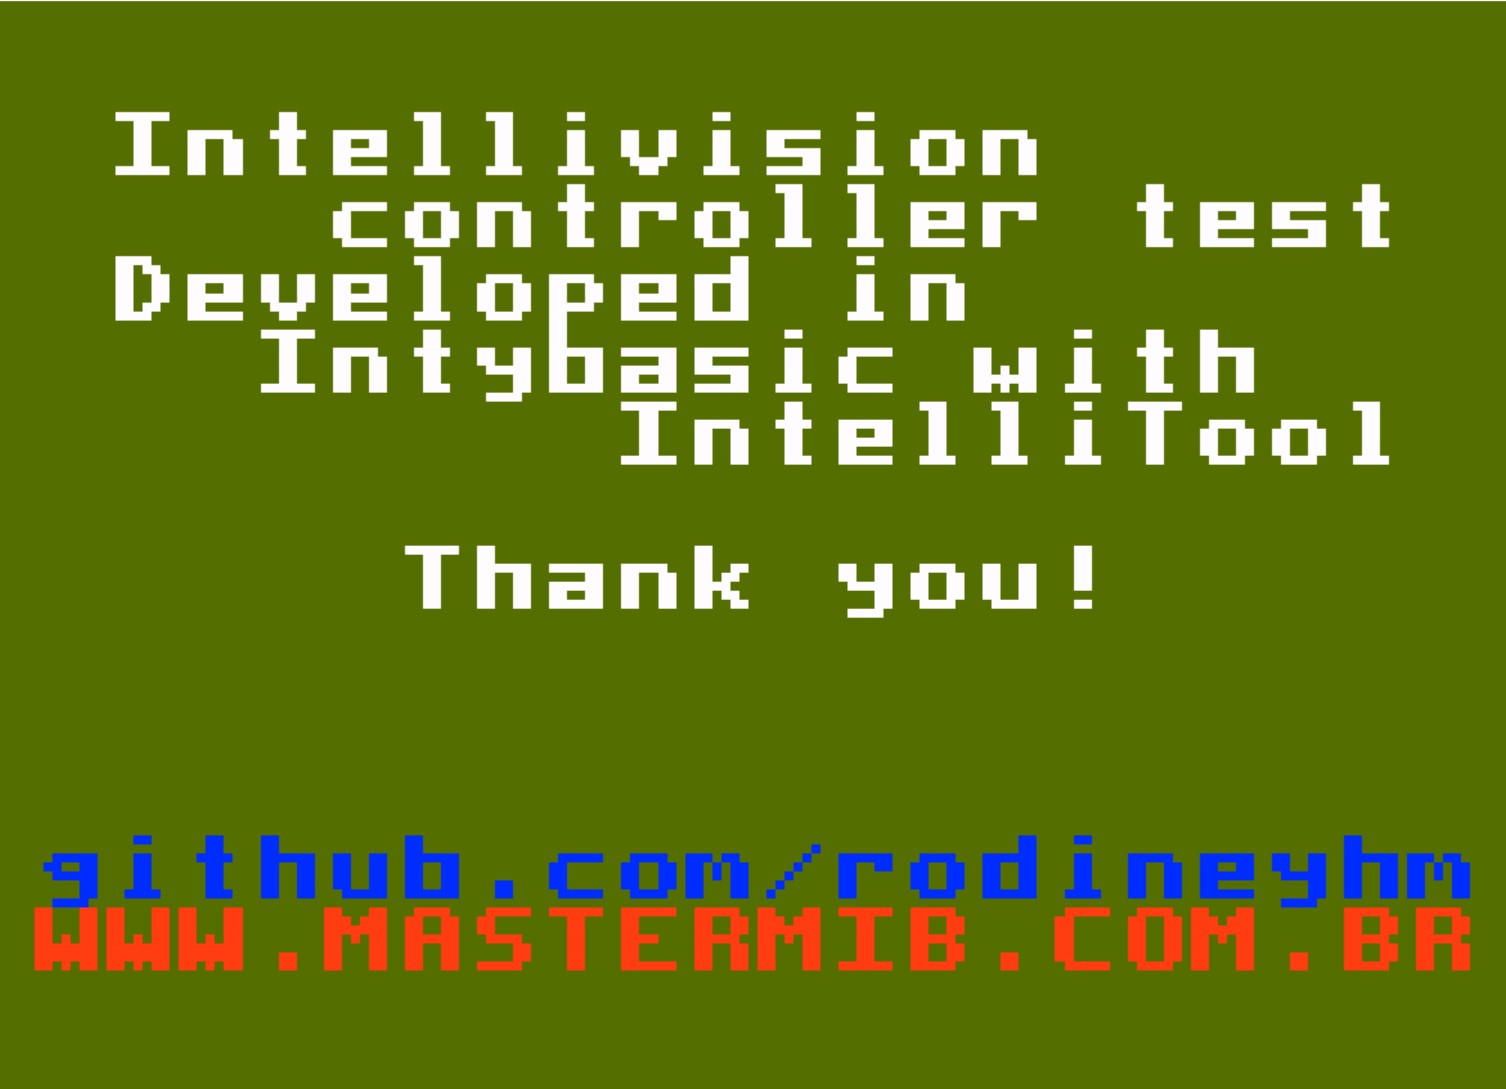 Intellivision
controller test
Developed in
Intybasic with
IntelliTool
Thank you!
github.com/rodineyhm
WWW.MASTERMIB.COM.BR